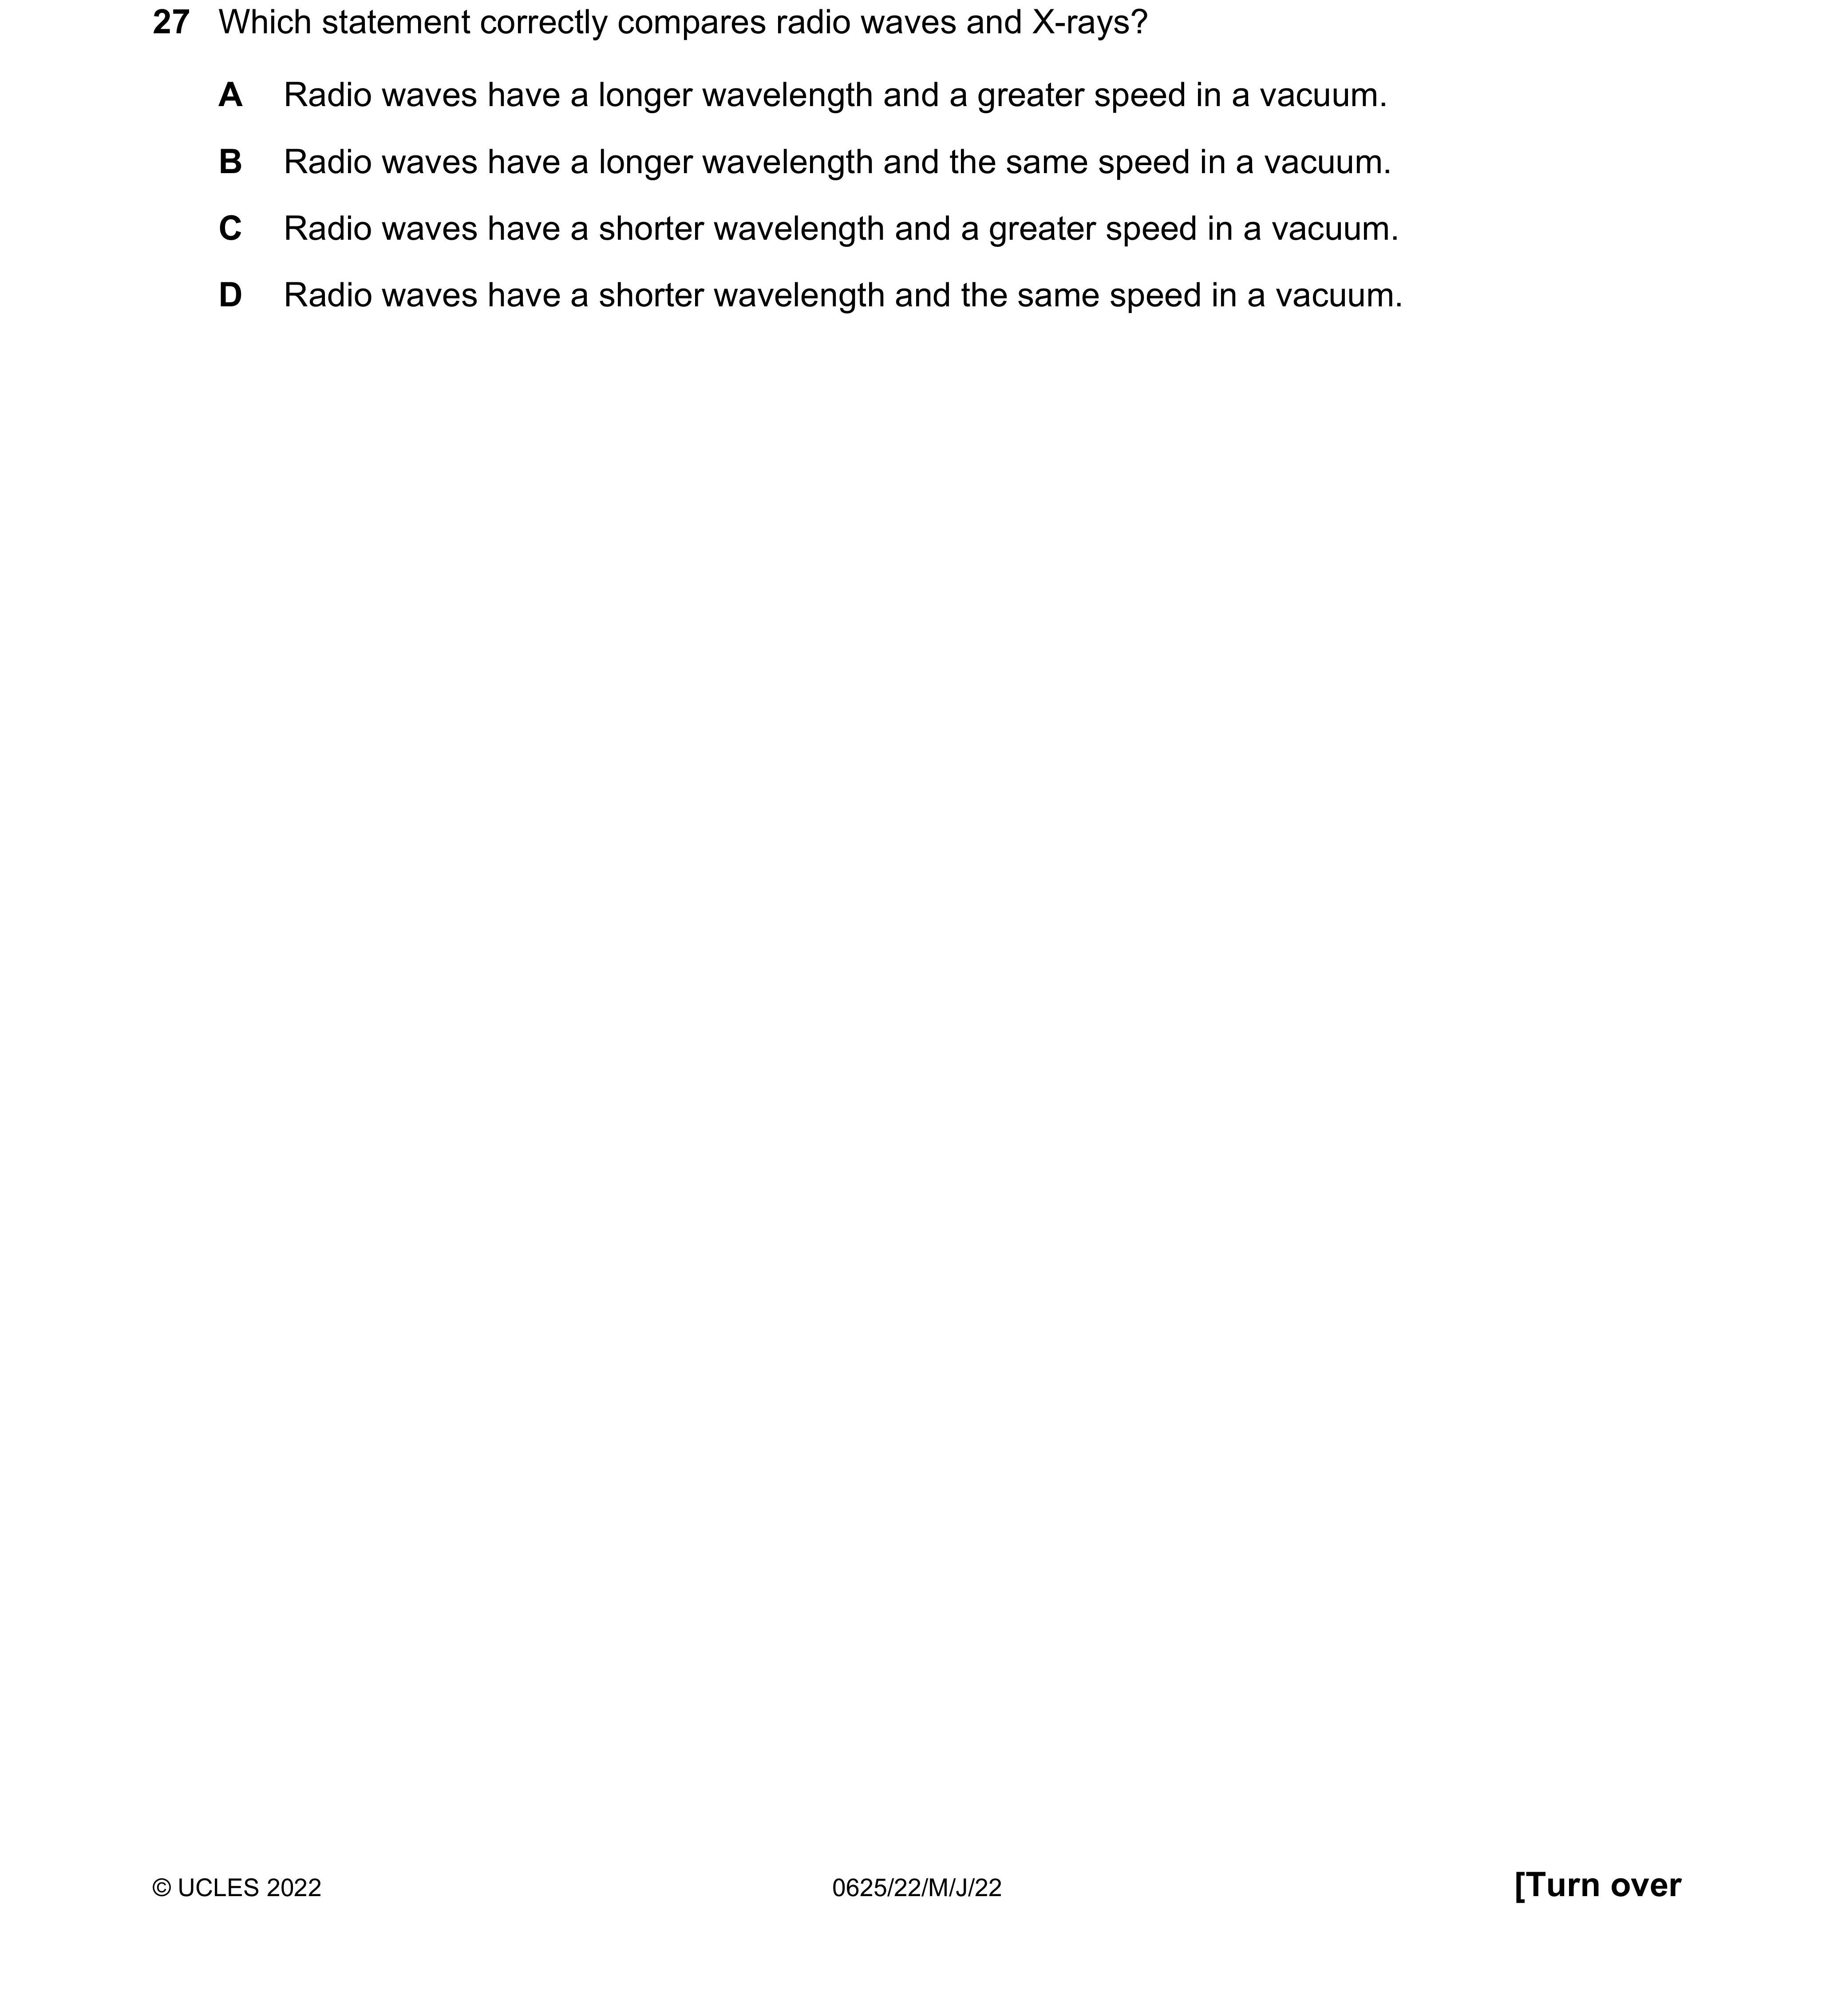 27 Which statement correctly compares radio waves and X-rays?
A Radio waves have a longer wavelength and a greater speed in a vacuum.
B Radio waves have a longer wavelength and the same speed in a vacuum.
C Radio waves have a shorter wavelength and a greater speed in a vacuum.
D Radio waves have a shorter wavelength and the same speed in a vacuum.
© UCLES 2022 0625/22/M/J/22 [Turn over